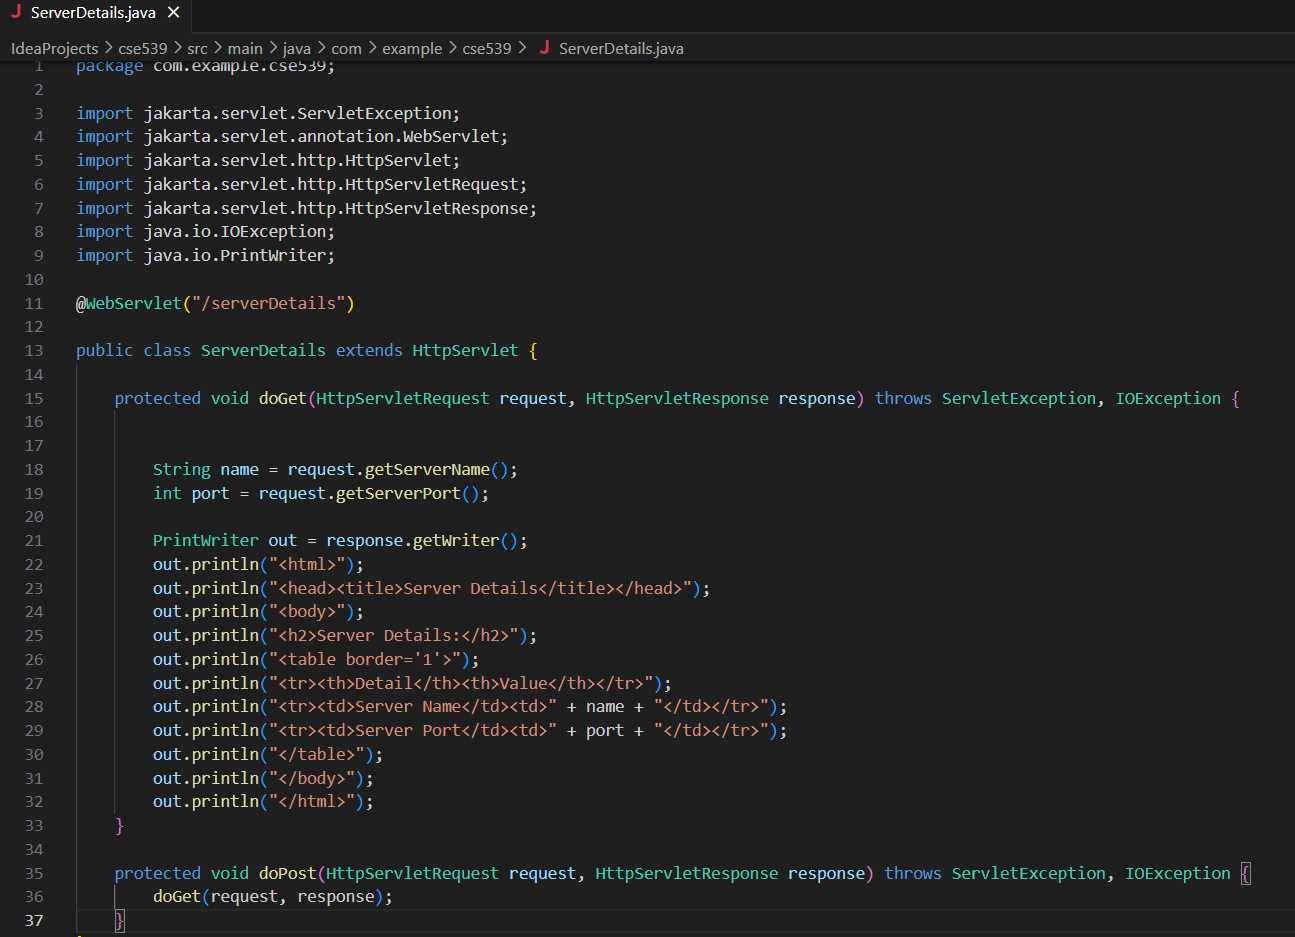 J ServerDetails.java ×
IdeaProjects > cse539 > src > main > java > com > example > cse539 > J ServerDetails.java
1 package com.example.cse539;
2
3 import jakarta.servlet.ServletException;
4 import jakarta.servlet.annotation.WebServlet;
5 import jakarta.servlet.http.HttpServlet;
6 import jakarta.servlet.http.HttpServletRequest;
7 import jakarta.servlet.http.HttpServletResponse;
8 import java.io.IOException;
9 import java.io.PrintWriter;
10
11 @WebServlet("/serverDetails")
12
13 public class ServerDetails extends HttpServlet {
14
15     protected void doGet(HttpServletRequest request, HttpServletResponse response) throws ServletException, IOException {
16
17
18         String name = request.getServerName();
19         int port = request.getServerPort();
20
21         PrintWriter out = response.getWriter();
22         out.println("<html>");
23         out.println("<head><title>Server Details</title></head>");
24         out.println("<body>");
25         out.println("<h2>Server Details:</h2>");
26         out.println("<table border='1'>");
27         out.println("<tr><th>Detail</th><th>Value</th></tr>");
28         out.println("<tr><td>Server Name</td><td>" + name + "</td></tr>");
29         out.println("<tr><td>Server Port</td><td>" + port + "</td></tr>");
30         out.println("</table>");
31         out.println("</body>");
32         out.println("</html>");
33     }
34
35     protected void doPost(HttpServletRequest request, HttpServletResponse response) throws ServletException, IOException {
36         doGet(request, response);
37     }